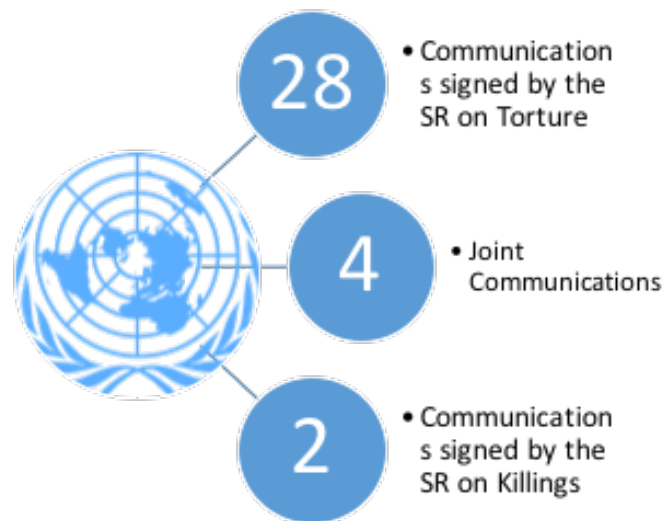 28
• Communication
s signed by the
SR on Torture
4
• Joint
Communications
2
• Communication
s signed by the
SR on Killings